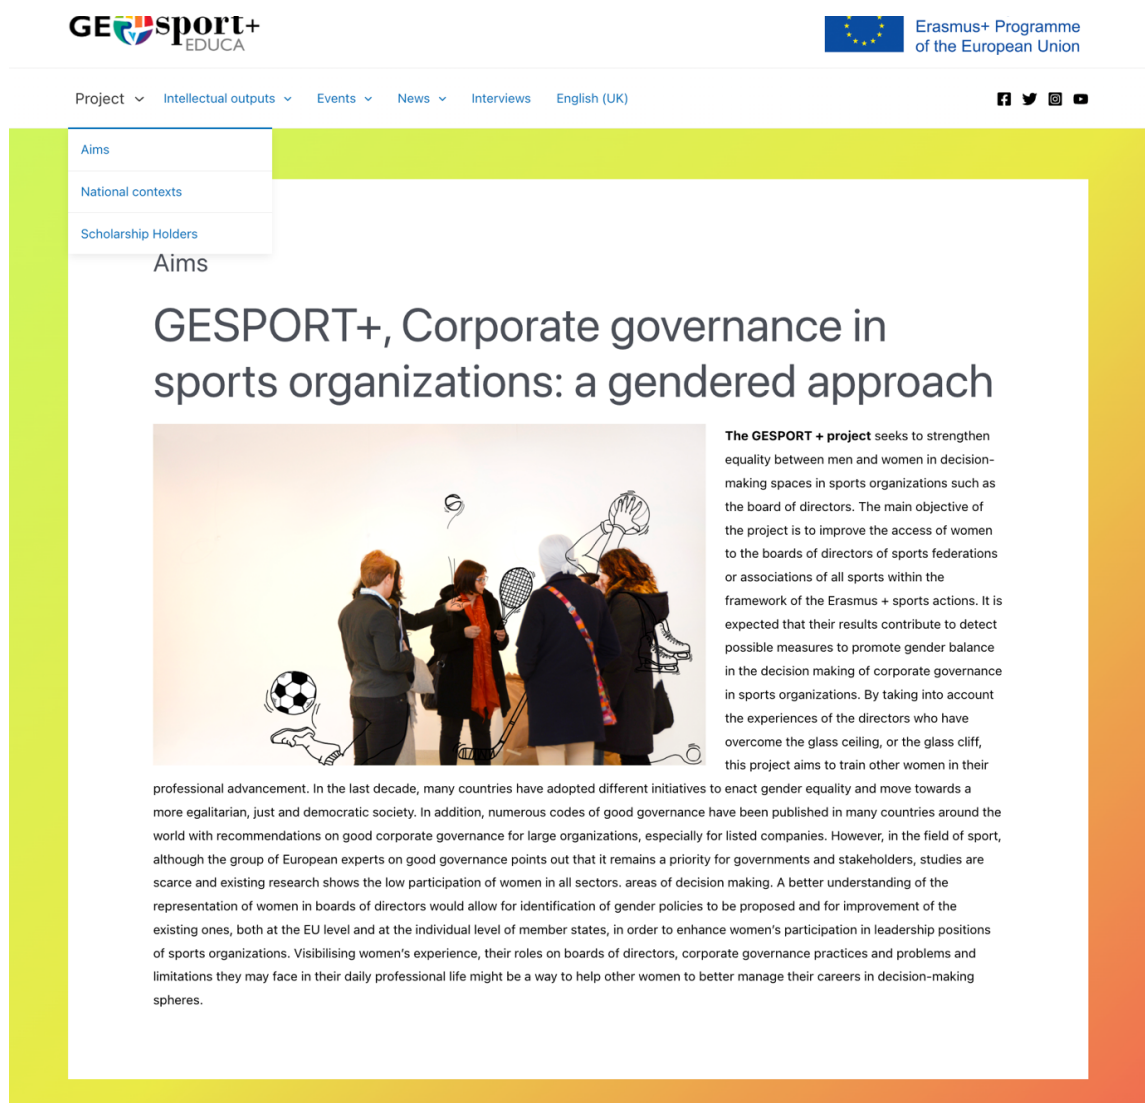 GESport+
EDUCA
Erasmus+ Programme
of the European Union
Project
Intellectual outputs
Events
News
Interviews
English (UK)
Aims
National contexts
Scholarship Holders
Aims
GESPORT+, Corporate governance in
sports organizations: a gendered approach
The GESPORT + project seeks to strengthen
equality between men and women in decision-
making spaces in sports organizations such as
the board of directors. The main objective of
the project is to improve the access of women
to the boards of directors of sports federations
or associations of all sports within the
framework of the Erasmus + sports actions. It is
expected that their results contribute to detect
possible measures to promote gender balance
in the decision making of corporate governance
in sports organizations. By taking into account
the experiences of the directors who have
overcome the glass ceiling, or the glass cliff,
this project aims to train other women in their
professional advancement. In the last decade, many countries have adopted different initiatives to enact gender equality and move towards a
more egalitarian, just and democratic society. In addition, numerous codes of good governance have been published in many countries around the
world with recommendations on good corporate governance for large organizations, especially for listed companies. However, in the field of sport,
although the group of European experts on good governance points out that it remains a priority for governments and stakeholders, studies are
scarce and existing research shows the low participation of women in all sectors. areas of decision making. A better understanding of the
representation of women in boards of directors would allow for identification of gender policies to be proposed and for improvement of the
existing ones, both at the EU level and at the individual level of member states, in order to enhance women's participation in leadership positions
of sports organizations. Visibilising women's experience, their roles on boards of directors, corporate governance practices and problems and
limitations they may face in their daily professional life might be a way to help other women to better manage their careers in decision-making
spheres.